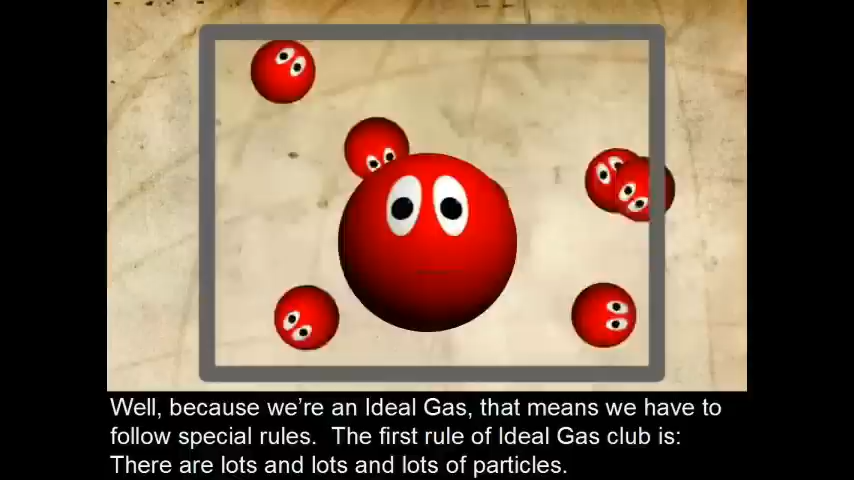 Well, because we’re an Ideal Gas, that means we have to
follow special rules.  The first rule of Ideal Gas club is:
There are lots and lots and lots of particles.